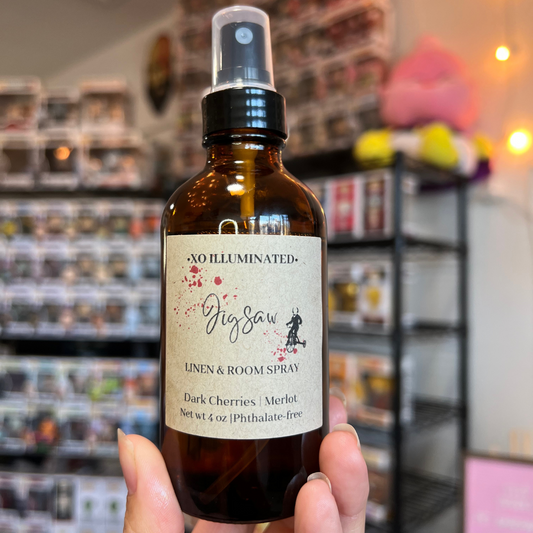 •XO ILLUMINATED•
Jigsaw
LINEN & ROOM SPRAY
Dark Cherries | Merlot
Net wt 4 oz |Phthalate-free